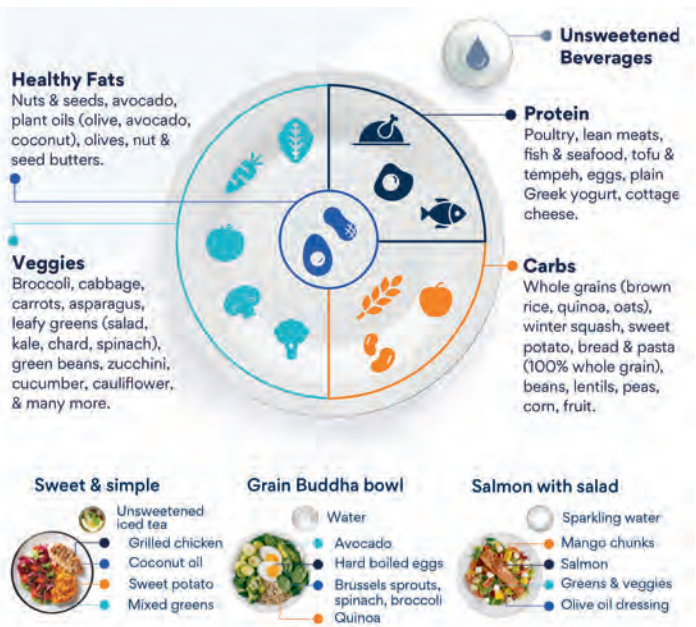 Unsweetened
Beverages
Healthy Fats
Nuts & seeds, avocado,
plant oils (olive, avocado,
coconut), olives, nut &
seed butters.
Protein
Poultry, lean meats,
fish & seafood, tofu &
tempeh, eggs, plain
Greek yogurt, cottage
cheese.
Veggies
Broccoli, cabbage,
carrots, asparagus,
leafy greens (salad,
kale, chard, spinach),
green beans, zucchini,
cucumber, cauliflower,
& many more.
Carbs
Whole grains (brown
rice, quinoa, oats),
winter squash, sweet
potato, bread & pasta
(100% whole grain),
beans, lentils, peas,
corn, fruit.
Sweet & simple
Unsweetened
iced tea
Grilled chicken
Coconut oil
Sweet potato
Mixed greens
Grain Buddha bowl
Water
Avocado
Hard boiled eggs
Brussels sprouts,
spinach, broccoli
Quinoa
Salmon with salad
Sparkling water
Mango chunks
Salmon
Greens & veggies
Olive oil dressing